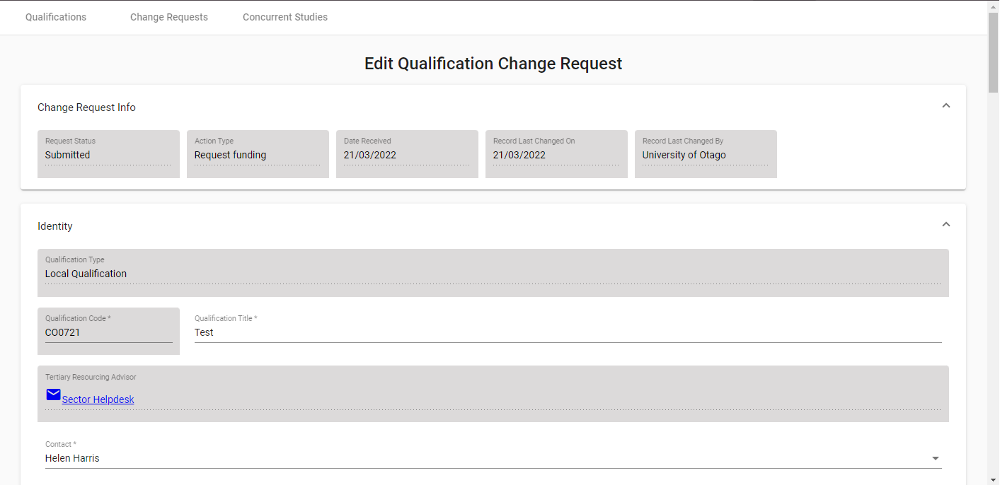 Qualifications Change Requests Concurrent Studies
Edit Qualification Change Request
Change Request Info
Request Status Action Type Date Received Record Last Changed On Record Last Changed By
Submitted Request funding 21/03/2022 21/03/2022 University of Otago
Identity
Qualification Type
Local Qualification
Qualification Code * Qualification Title *
CO0721 Test
Tertiary Resourcing Advisor
Sector Helpdesk
Contact *
Helen Harris